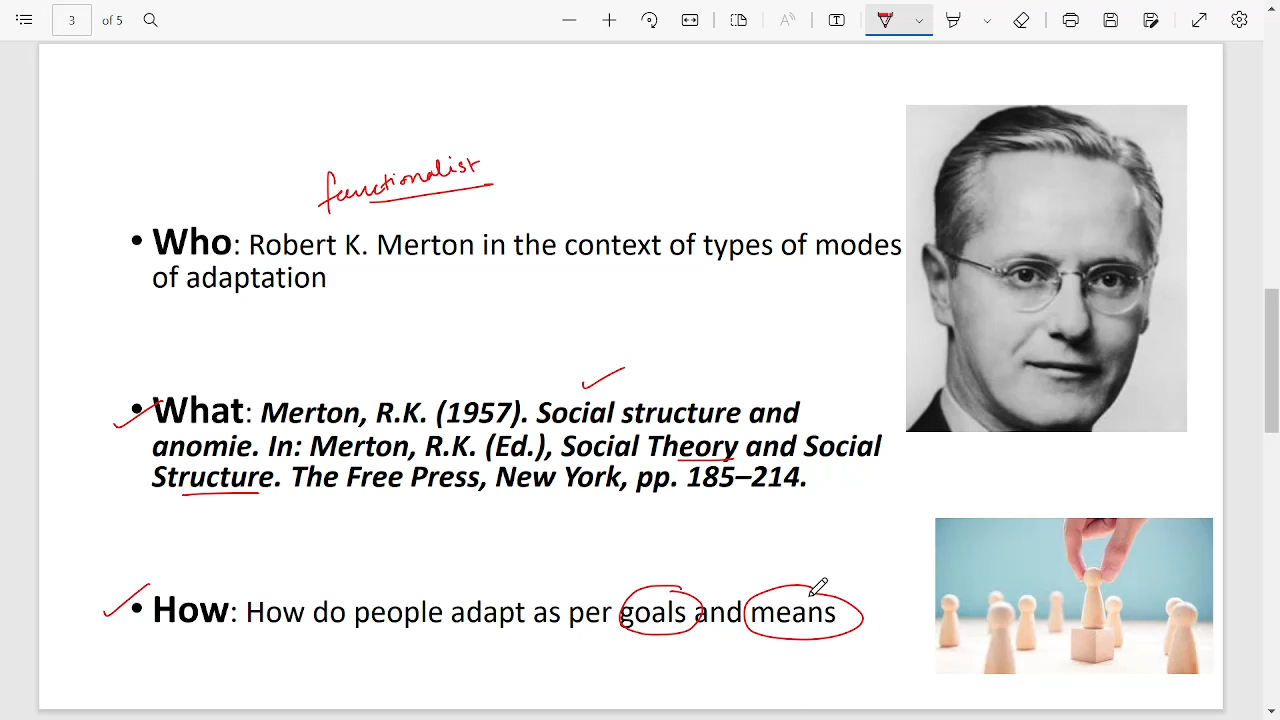 3 of 5
functionalist
• Who: Robert K. Merton in the context of types of modes
of adaptation
• What: Merton, R.K. (1957). Social structure and
anomie. In: Merton, R.K. (Ed.), Social Theory and Social
Structure. The Free Press, New York, pp. 185–214.
• How: How do people adapt as per goals and means